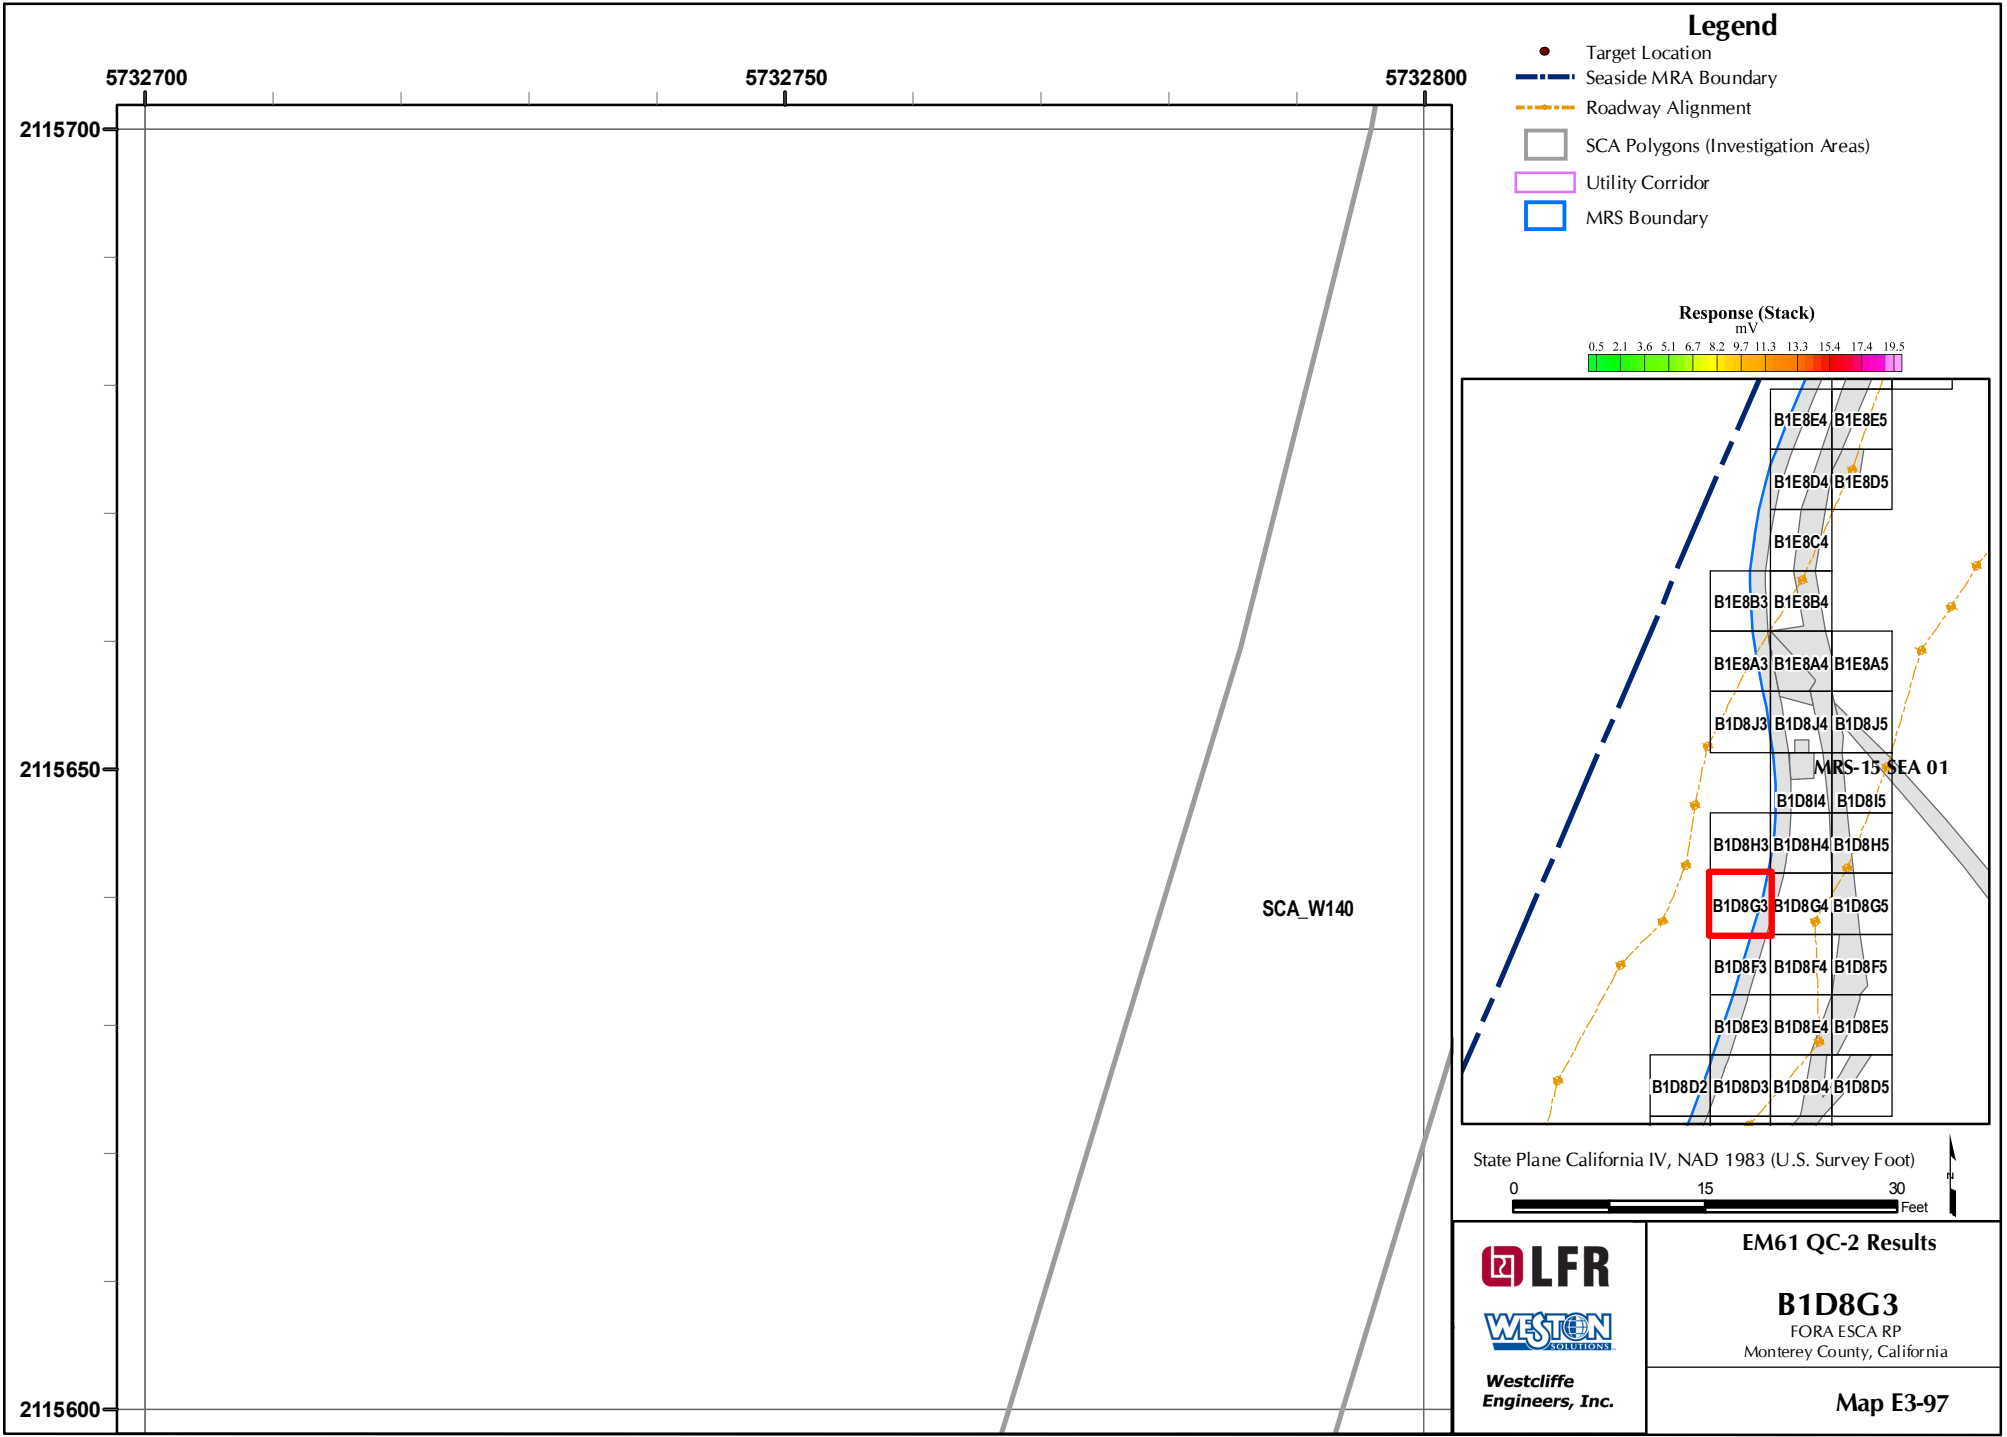 5732700
5732750
5732800
2115700
2115650
2115600
SCA_W140
Legend
Target Location
Seaside MRA Boundary
Roadway Alignment
SCA Polygons (Investigation Areas)
Utility Corridor
MRS Boundary
Response (Stack)
mV
0.5 2.1 3.6 5.1 6.7 8.2 9.7 11.3 13.3 15.4 17.4 19.5
B1E8E4 B1E8E5
B1E8D4 B1E8D5
B1E8C4
B1E8B3 B1E8B4
B1E8A3 B1E8A4 B1E8A5
B1D8J3 B1D8J4 B1D8J5
MRS-15 SEA 01
B1D8I4 B1D8I5
B1D8H3 B1D8H4 B1D8H5
B1D8G3 B1D8G4 B1D8G5
B1D8F3 B1D8F4 B1D8F5
B1D8E3 B1D8E4 B1D8E5
B1D8D2 B1D8D3 B1D8D4 B1D8D5
State Plane California IV, NAD 1983 (U.S. Survey Foot)
N
0 15 30
Feet
LFR
WESTON
SOLUTIONS
Westcliffe
Engineers, Inc.
EM61 QC-2 Results
B1D8G3
FORA ESCA RP
Monterey County, California
Map E3-97